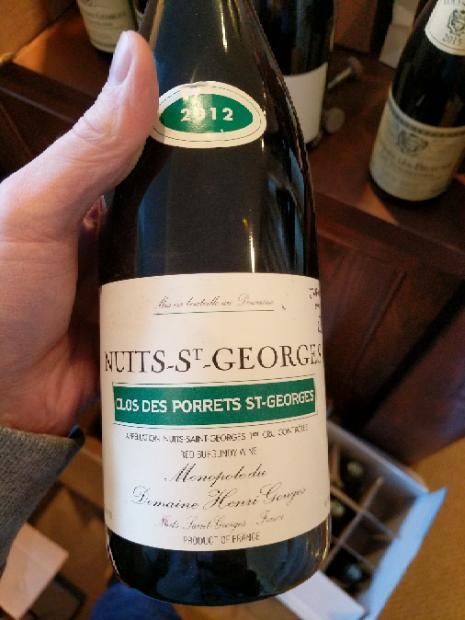 2012
Mis en bouteille au Domaine
NUITS-ST-GEORGES
CLOS DES PORRETS ST-GEORGES
APPELLATION NUITS-SAINT-GEORGES 1ER CRU CONTRÔLÉE
RED BURGUNDY WINE
Monopole du
Domaine Henri Gouges
Nuits-Saint-Georges - France
PRODUCT OF FRANCE